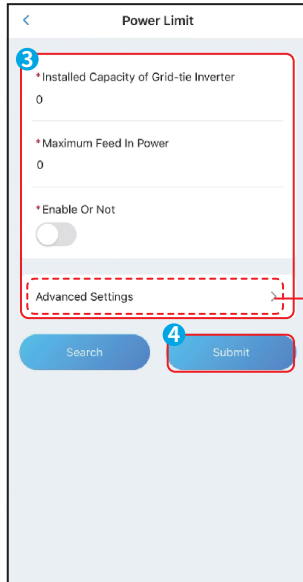 Power Limit
3
*Installed Capacity of Grid-tie Inverter
0
*Maximum Feed In Power
0
*Enable Or Not
Advanced Settings
4
Search
Submit